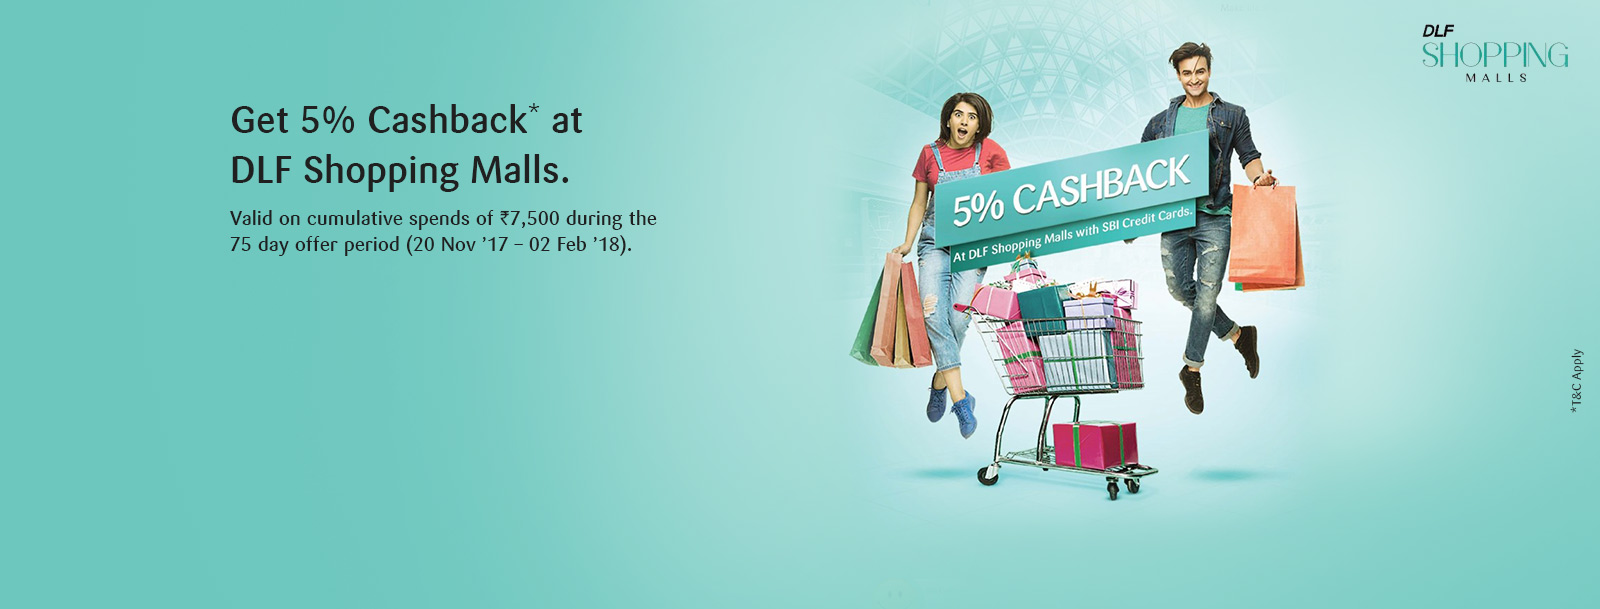 Get 5% Cashback* at
DLF Shopping Malls.
Valid on cumulative spends of ₹7,500 during the
75 day offer period (20 Nov ’17 – 02 Feb ’18).
5% CASHBACK
At DLF Shopping Malls with SBI Credit Cards.
DLF
SHOPPING
MALLS
*T&C Apply